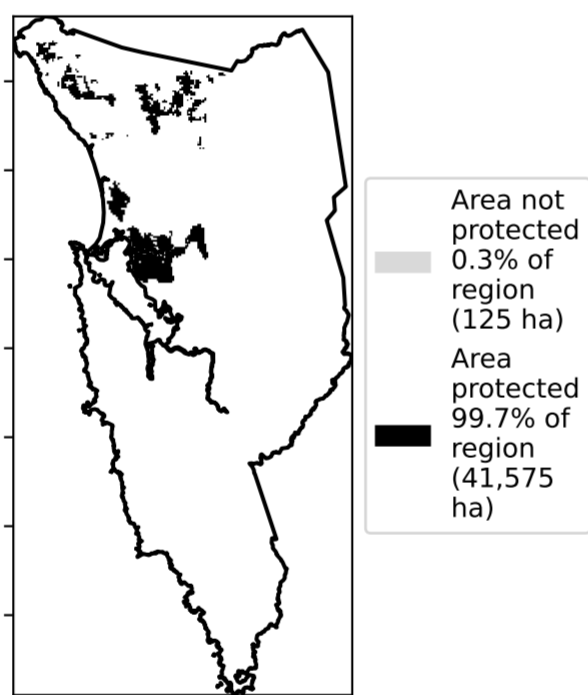 Area not
protected
0.3% of
region
(125 ha)
Area
protected
99.7% of
region
(41,575
ha)